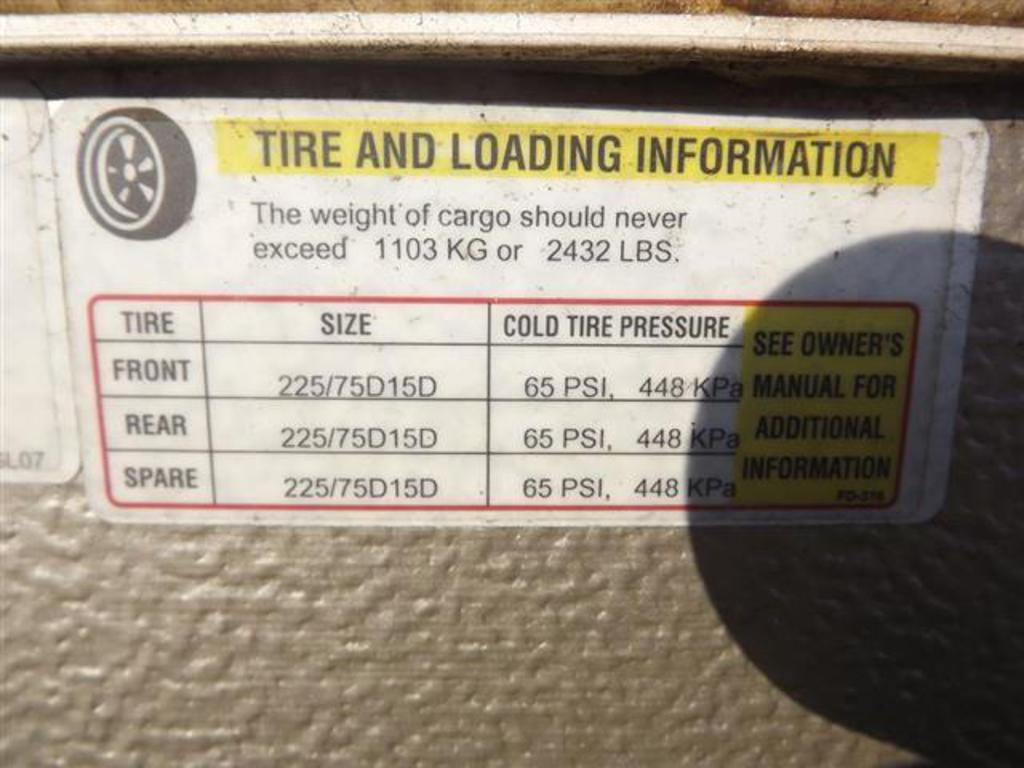 TIRE AND LOADING INFORMATION
The weight of cargo should never
exceed 1103 KG or 2432 LBS.
TIRE SIZE COLD TIRE PRESSURE
FRONT 225/75D15D 65 PSI, 448 KPa
REAR 225/75D15D 65 PSI, 448 KPa
SPARE 225/75D15D 65 PSI, 448 KPa
SEE OWNER'S
MANUAL FOR
ADDITIONAL
INFORMATION